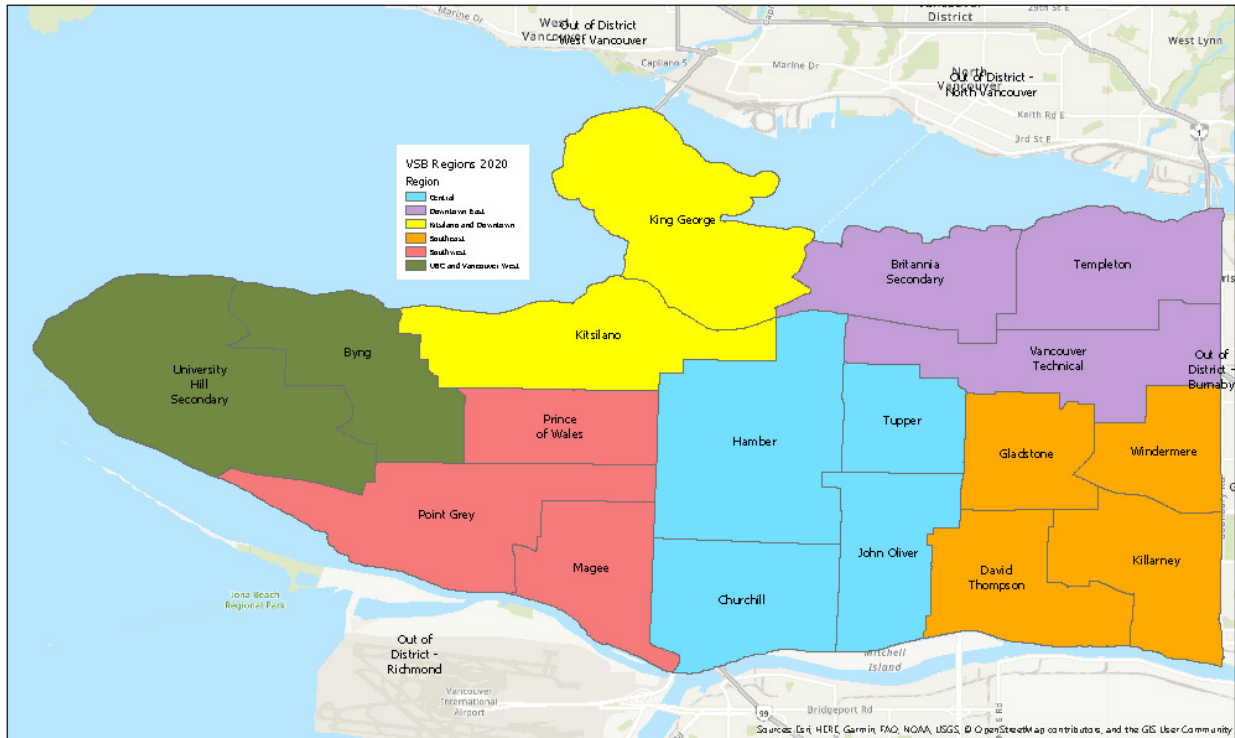 Marine Dr
West
Vancouver
Out of District
- West Vancouver
Capilano 5
Marine Dr
29th St E
District
West Lynn
North
Vancouver
Out of District -
North Vancouver
Keith Rd E
3rd St E
1
VSB Regions 2020
Region
Central
Downtown East
Kitsilano and Downtown
Southeast
Southwest
UBC and Vancouver West
King George
Britannia
Secondary
Templeton
Kitsilano
Byng
University
Hill
Secondary
Vancouver
Technical
Out of
District -
Burnaby
Prince
of Wales
Hamber
Tupper
Gladstone
Windermere
Point Grey
Magee
John Oliver
Churchill
David
Thompson
Killarney
Iona Beach
Regional Park
Out of
District -
Richmond
Mitchell
Island
Vancouver
International
Airport
99
Bridgeport Rd
Sources: Esri, HERE, Garmin, FAO, NOAA, USGS, © OpenStreetMap contributors, and the GIS User Community